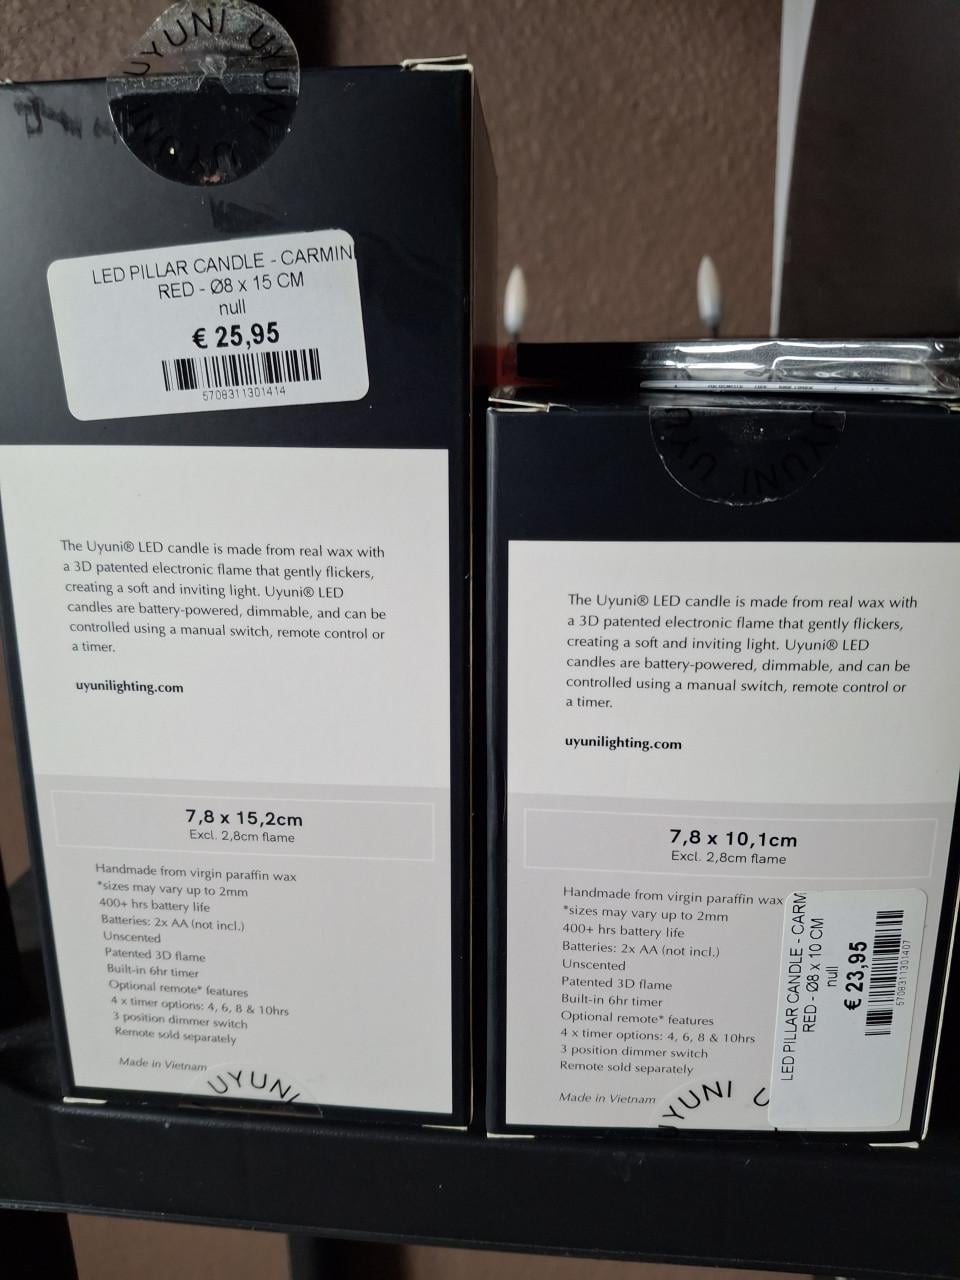 UYUNI UYUNI UYUNI
LED PILLAR CANDLE - CARMIN
RED - Ø8 x 15 CM
null
€ 25,95
5708311301414
The Uyuni® LED candle is made from real wax with
a 3D patented electronic flame that gently flickers,
creating a soft and inviting light. Uyuni® LED
candles are battery-powered, dimmable, and can be
controlled using a manual switch, remote control or
a timer.
uyunilighting.com
7,8 x 15,2cm
Excl. 2,8cm flame
Handmade from virgin paraffin wax
*sizes may vary up to 2mm
400+ hrs battery life
Batteries: 2x AA (not incl.)
Unscented
Patented 3D flame
Built-in 6hr timer
Optional remote* features
4 x timer options: 4, 6, 8 & 10hrs
3 position dimmer switch
Remote sold separately
Made in Vietnam
UYUNI
UYUNI
The Uyuni® LED candle is made from real wax with
a 3D patented electronic flame that gently flickers,
creating a soft and inviting light. Uyuni® LED
candles are battery-powered, dimmable, and can be
controlled using a manual switch, remote control or
a timer.
uyunilighting.com
7,8 x 10,1cm
Excl. 2,8cm flame
Handmade from virgin paraffin wax
*sizes may vary up to 2mm
400+ hrs battery life
Batteries: 2x AA (not incl.)
Unscented
Patented 3D flame
Built-in 6hr timer
Optional remote* features
4 x timer options: 4, 6, 8 & 10hrs
3 position dimmer switch
Remote sold separately
Made in Vietnam
UYUNI U
LED PILLAR CANDLE - CARM
RED - Ø8 x 10 CM
null
€ 23,95
5708311301407